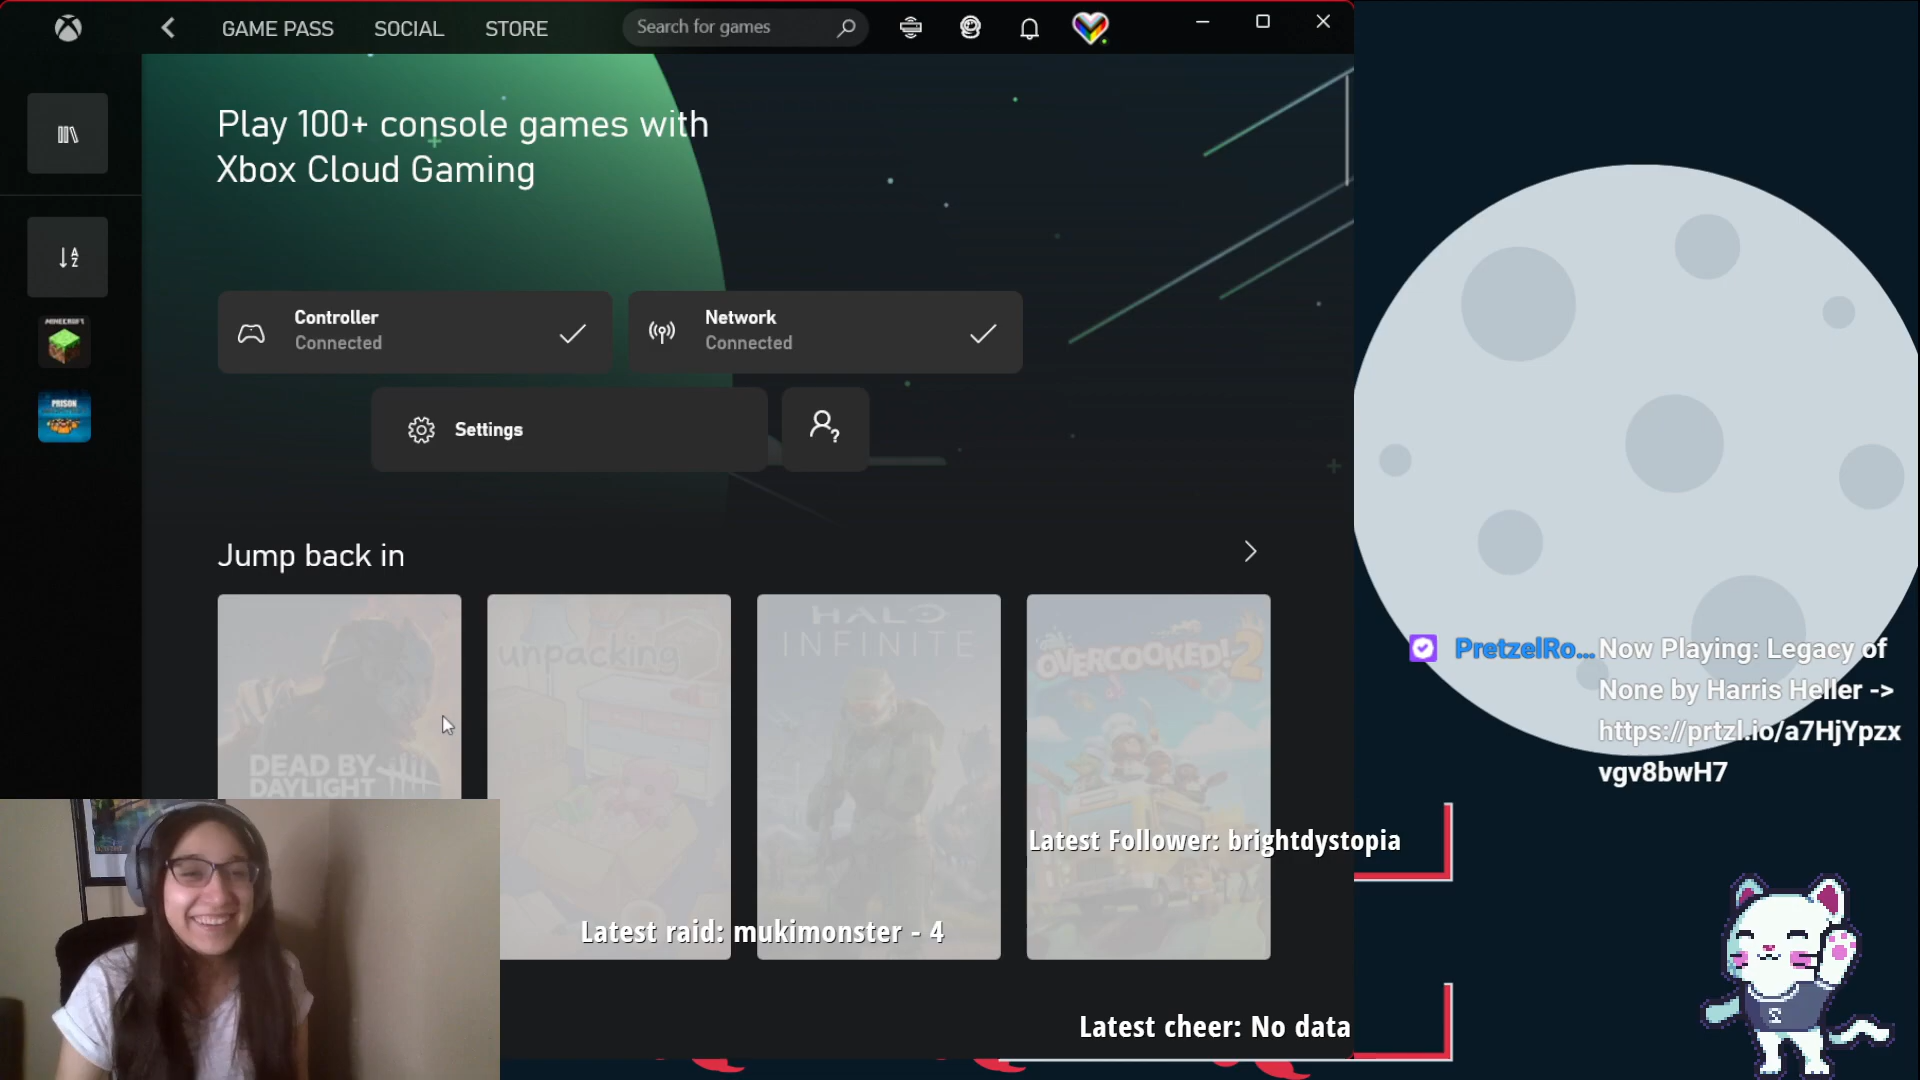 GAME PASS SOCIAL STORE Search for games
Play 100+ console games with
Xbox Cloud Gaming
Controller
Connected
Network
Connected
Settings
A
Z
MINECRAFT
PRISON
Jump back in
DEAD BY
DAYLIGHT
unpacking
HALO
INFINITE
OVERCOOKED! 2
PretzelRo... Now Playing: Legacy of
None by Harris Heller ->
https://prtzl.io/a7HjYpzx
vgv8bwH7
Latest Follower: brightdystopia
Latest raid: mukimonster - 4
Latest cheer: No data